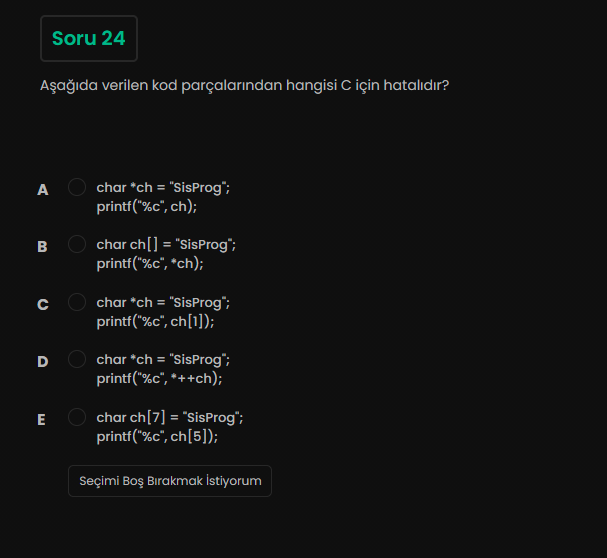 Soru 24
Aşağıda verilen kod parçalarından hangisi C için hatalıdır?
A
char *ch = "SisProg";
printf("%c", ch);
B
char ch[] = "SisProg";
printf("%c", *ch);
C
char *ch = "SisProg";
printf("%c", ch[1]);
D
char *ch = "SisProg";
printf("%c", *++ch);
E
char ch[7] = "SisProg";
printf("%c", ch[5]);
Seçimi Boş Bırakmak İstiyorum